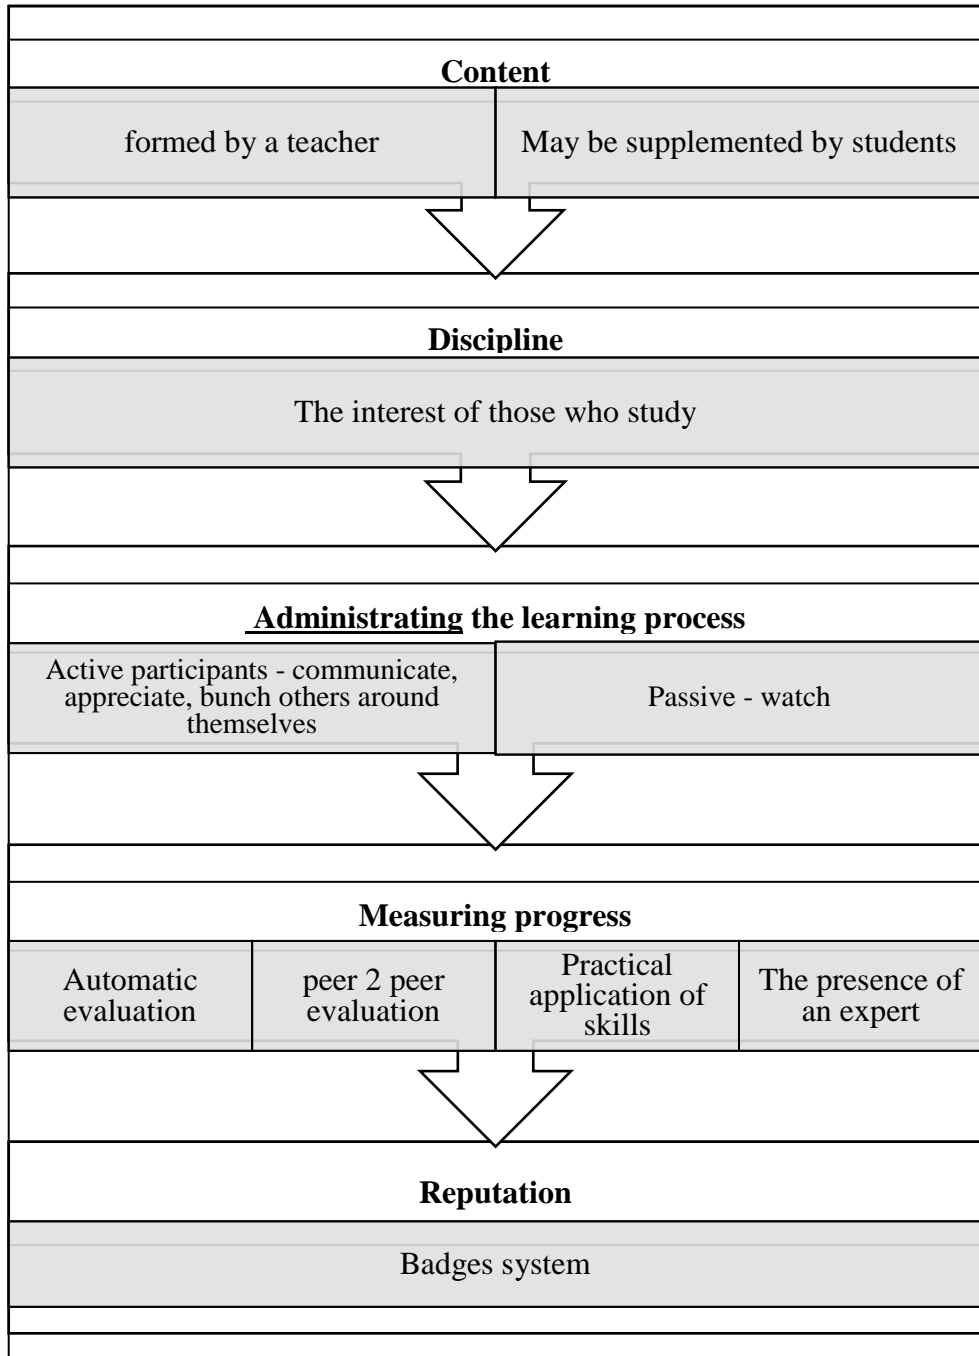 Content
formed by a teacher
May be supplemented by students
Discipline
The interest of those who study
Administrating the learning process
Active participants - communicate,
appreciate, bunch others around
themselves
Passive - watch
Measuring progress
Automatic
evaluation
peer 2 peer
evaluation
Practical
application of
skills
The presence of
an expert
Reputation
Badges system